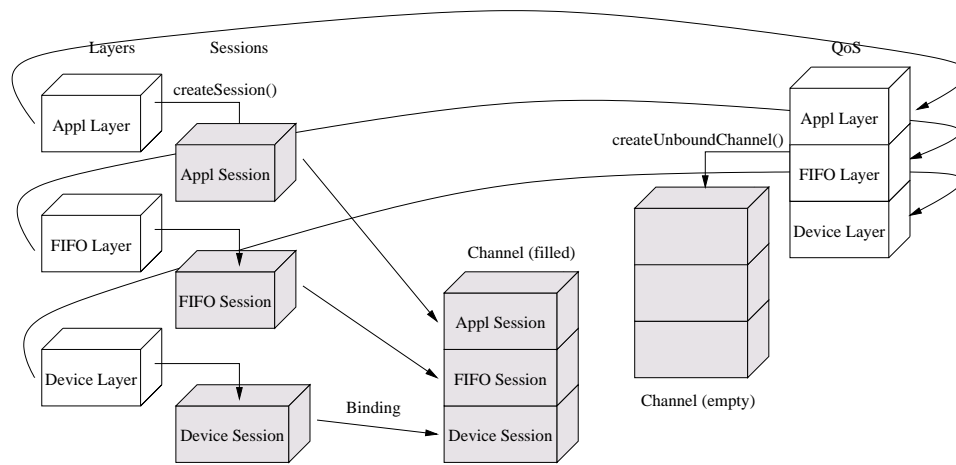 Layers
Sessions
QoS
createSession()
Appl Layer
Appl Layer
createUnboundChannel()
Appl Session
FIFO Layer
FIFO Layer
Device Layer
Channel (filled)
FIFO Session
Appl Session
Device Layer
FIFO Session
Channel (empty)
Binding
Device Session
Device Session